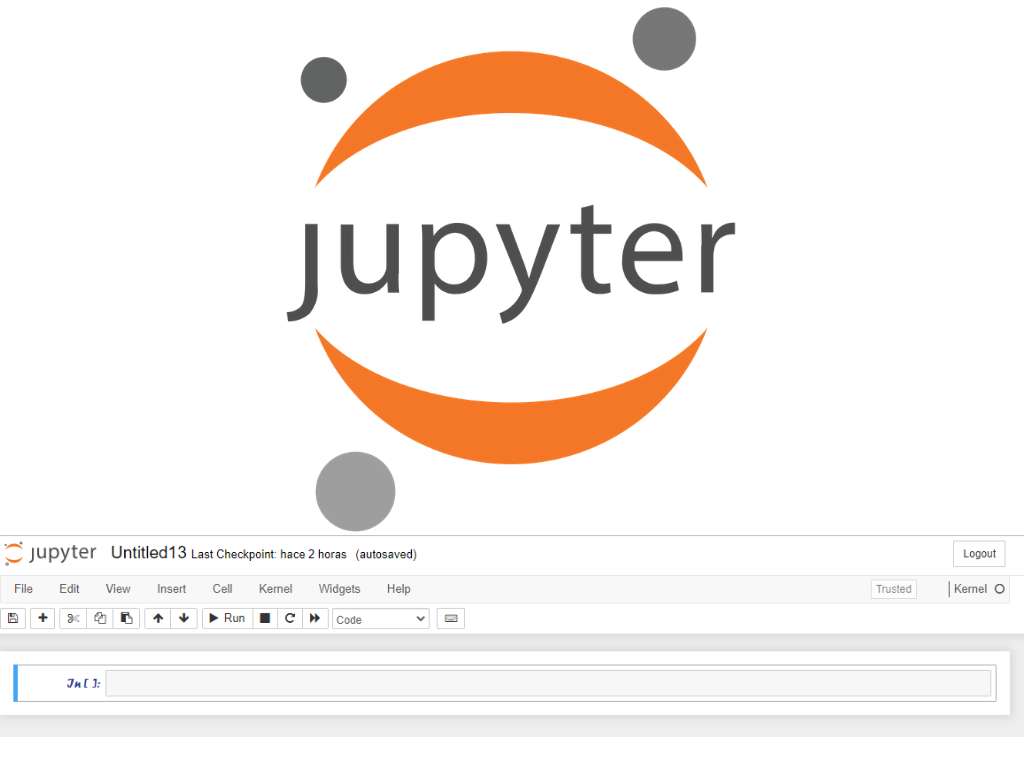 jupyter
jupyter Untitled13 Last Checkpoint: hace 2 horas (autosaved) Logout
File Edit View Insert Cell Kernel Widgets Help Trusted Kernel
Run Code
In [ ]: